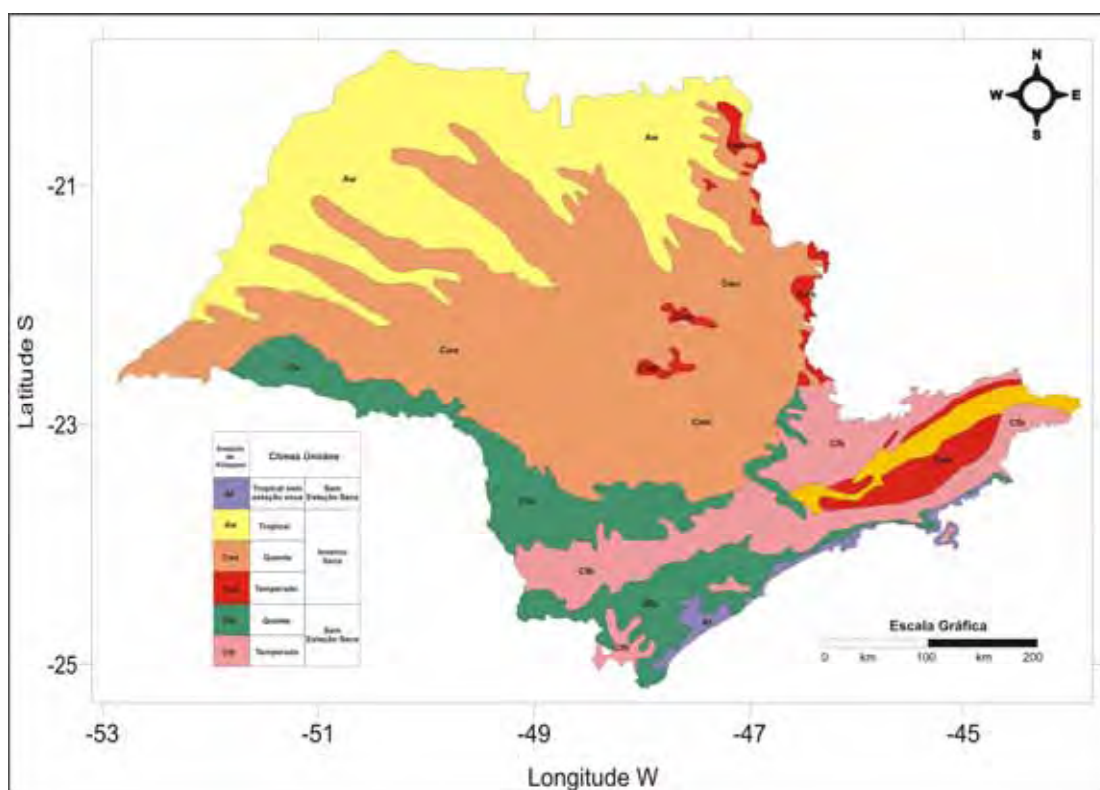 N
W E
S
Aw
Aw
-21
Cwa
Cwa
-23
Cwa
Cfb
Cfb
Cfb
Af
Cfb
-25
Latitude S
Climas Úmidos
Af
Tropical sem estação seca
Sem Estação Seca
Aw
Tropical
Inverno Seco
Cwa
Quente
Temperado
Cfa
Quente
Sem Estação Seca
Cfb
Temperado
Escala Gráfica
0 km 100 km 200
-53 -51 -49 -47 -45
Longitude W